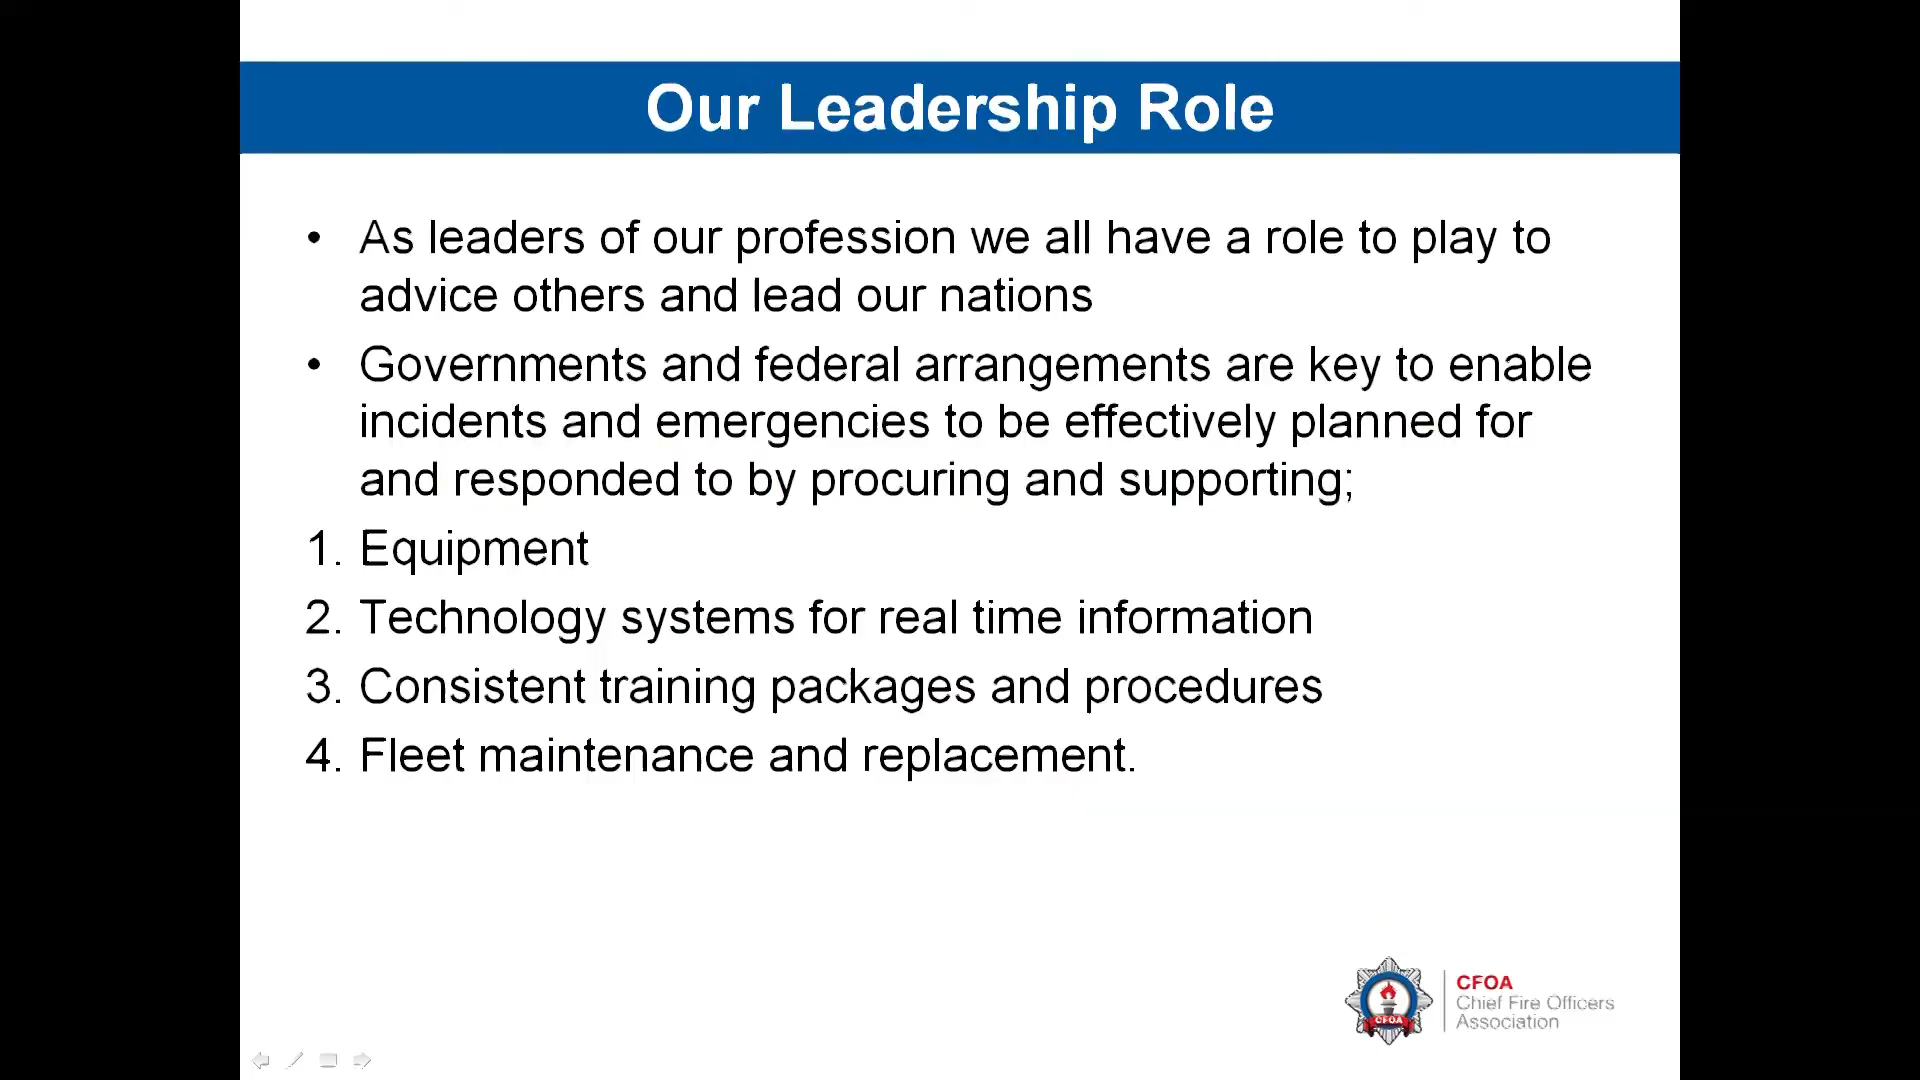 Our Leadership Role
• As leaders of our profession we all have a role to play to
advice others and lead our nations
• Governments and federal arrangements are key to enable
incidents and emergencies to be effectively planned for
and responded to by procuring and supporting;
1. Equipment
2. Technology systems for real time information
3. Consistent training packages and procedures
4. Fleet maintenance and replacement.
CFOA
CFOA
Chief Fire Officers
Association